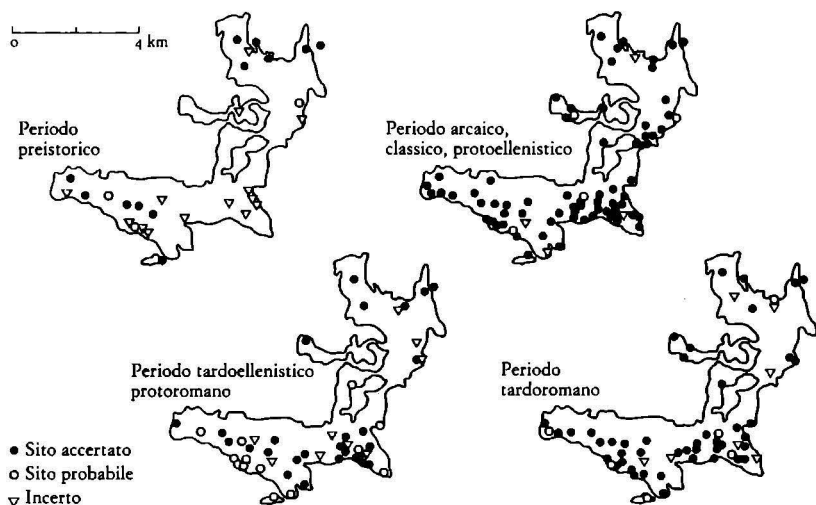 0 4 km
Periodo
preistorico
Periodo arcaico,
classico, protoellenistico
Periodo tardoellenistico
protoromano
Periodo
tardoromano
Sito accertato
Sito probabile
Incerto